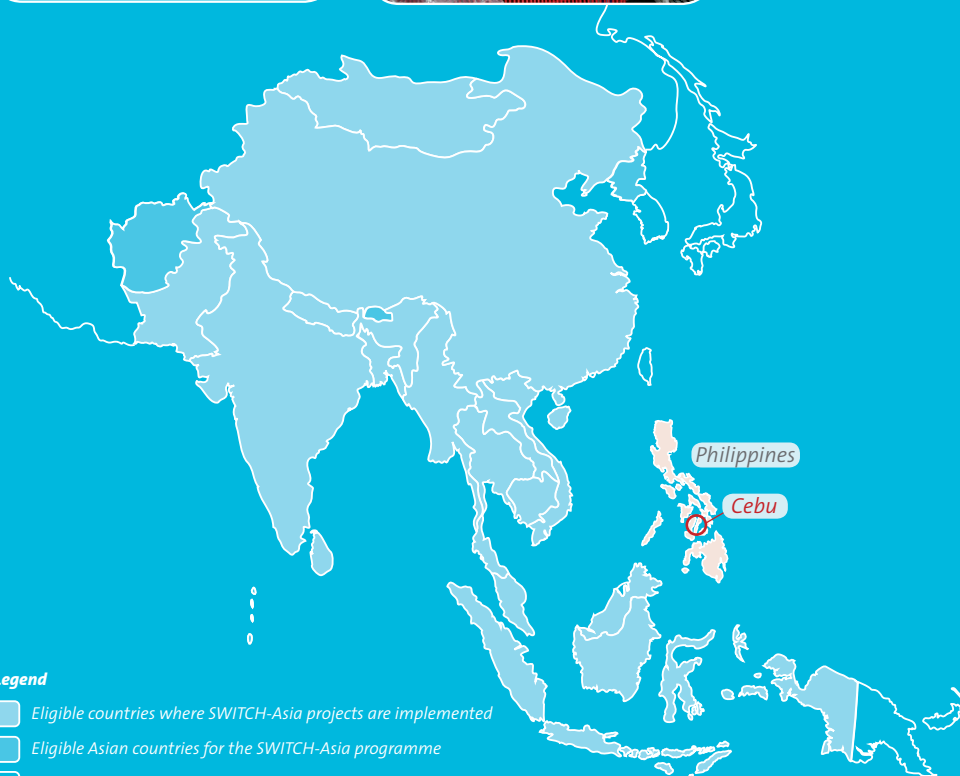 Philippines
Cebu
egend
Eligible countries where SWITCH-Asia projects are implemented
Eligible Asian countries for the SWITCH-Asia programme